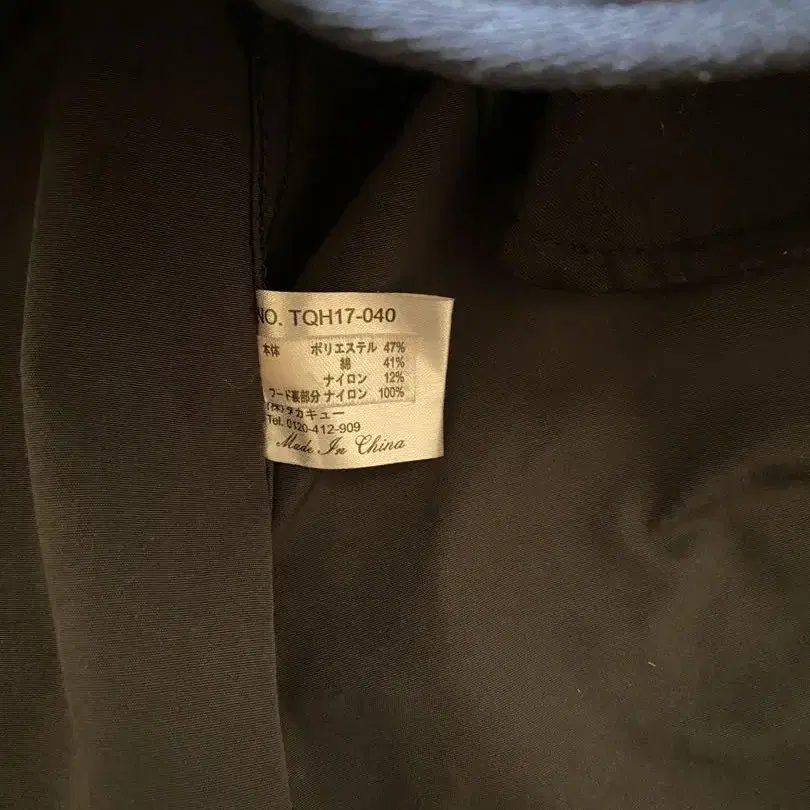 NO. TQH17-040
本体 ポリエステル 47%
綿 41%
ナイロン 12%
フード裏部分 ナイロン 100%
(株)タカキュー
Tel. 0120-412-909
Made In China